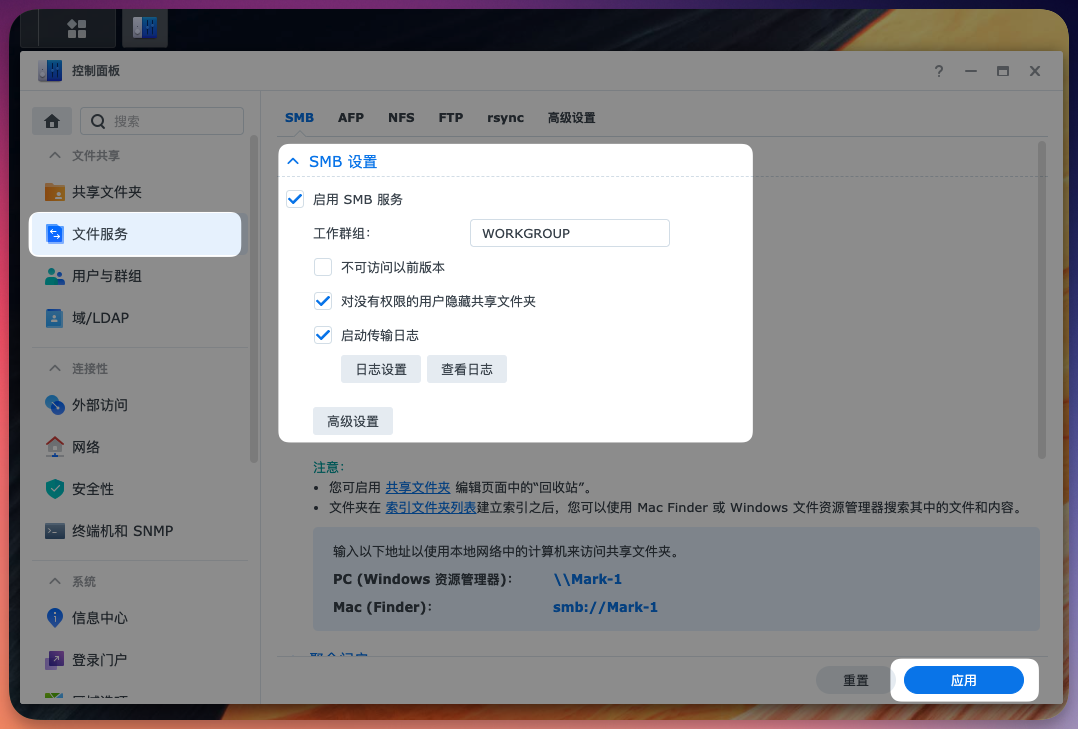 控制面板
搜索
文件共享
共享文件夹
文件服务
用户与群组
域/LDAP
连接性
外部访问
网络
安全性
终端机和 SNMP
系统
信息中心
登录门户
SMB AFP NFS FTP rsync 高级设置
SMB 设置
启用 SMB 服务
工作群组: WORKGROUP
不可访问以前版本
对没有权限的用户隐藏共享文件夹
启动传输日志
日志设置 查看日志
高级设置
注意:
• 您可启用 共享文件夹 编辑页面中的“回收站”。
• 文件夹在 索引文件夹列表建立索引之后，您可以使用 Mac Finder 或 Windows 文件资源管理器搜索其中的文件和内容。
输入以下地址以使用本地网络中的计算机来访问共享文件夹。
PC (Windows 资源管理器): \\Mark-1
Mac (Finder): smb://Mark-1
重置 应用